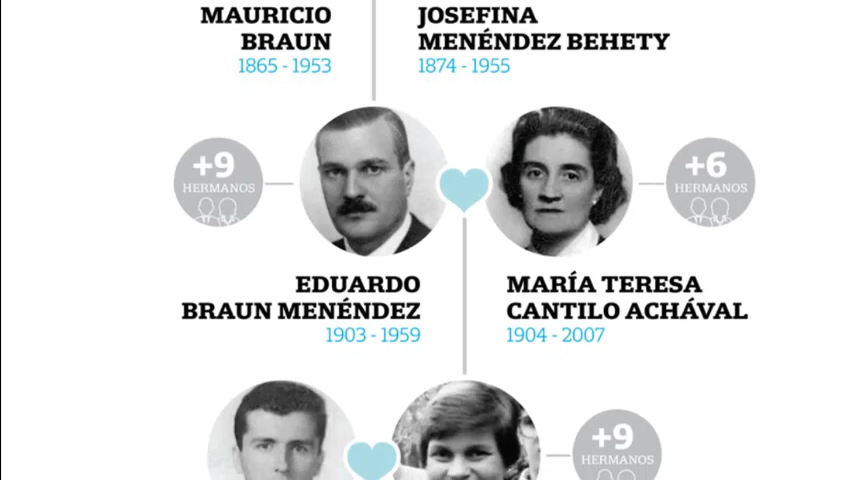 MAURICIO
BRAUN
1865 - 1953
JOSEFINA
MENÉNDEZ BEHETY
1874 - 1955
+9
HERMANOS
+6
HERMANOS
EDUARDO
BRAUN MENÉNDEZ
1903 - 1959
MARÍA TERESA
CANTILO ACHÁVAL
1904 - 2007
+9
HERMANOS